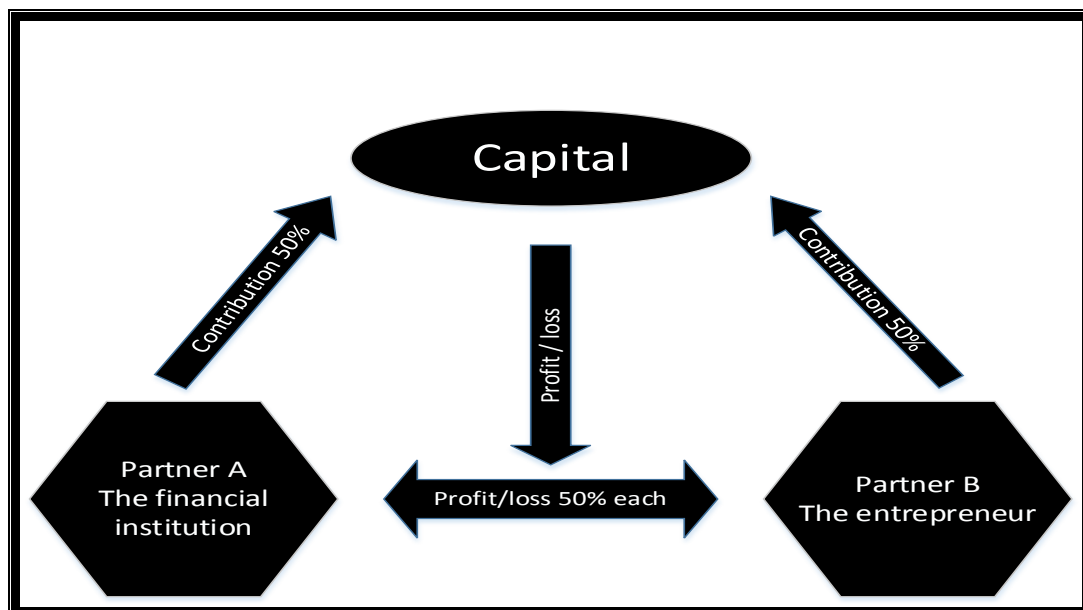 Capital
Contribution 50%
Contribution 50%
Profit / loss
Partner A
The financial
institution
Profit/loss 50% each
Partner B
The entrepreneur